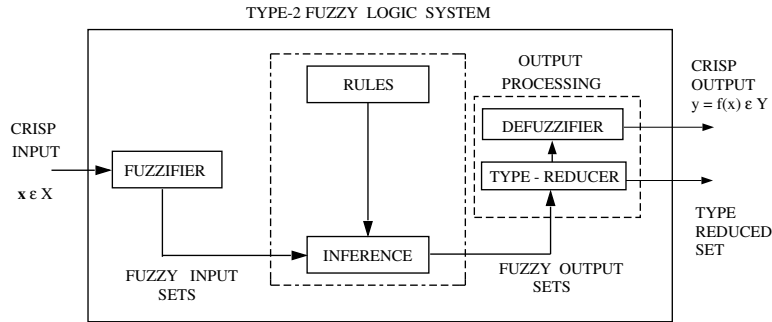 TYPE-2 FUZZY LOGIC SYSTEM
CRISP
INPUT
x ε X
FUZZIFIER
FUZZY INPUT
SETS
RULES
INFERENCE
FUZZY OUTPUT
SETS
OUTPUT
PROCESSING
DEFUZZIFIER
TYPE - REDUCER
CRISP
OUTPUT
y = f(x) ε Y
TYPE
REDUCED
SET